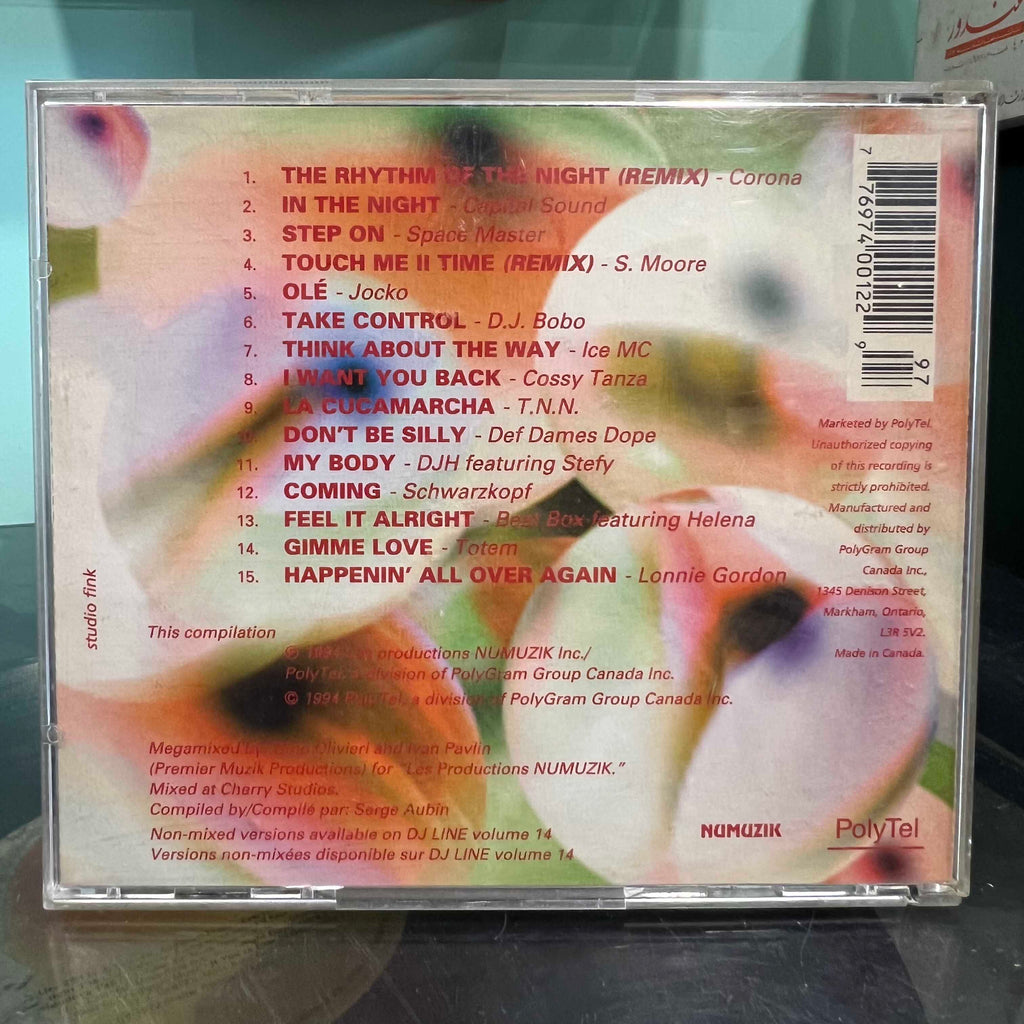 1. THE RHYTHM OF THE NIGHT (REMIX) - Corona
2. IN THE NIGHT - Capital Sound
3. STEP ON - Space Master
4. TOUCH ME II TIME (REMIX) - S. Moore
5. OLÉ - Jocko
6. TAKE CONTROL - D.J. Bobo
7. THINK ABOUT THE WAY - Ice MC
8. I WANT YOU BACK - Cossy Tanza
9. LA CUCAMARCHA - T.N.N.
10. DON'T BE SILLY - Def Dames Dope
11. MY BODY - DJH featuring Stefy
12. COMING - Schwarzkopf
13. FEEL IT ALRIGHT - Beat Box featuring Helena
14. GIMME LOVE - Totem
15. HAPPENIN' ALL OVER AGAIN - Lonnie Gordon
7 76974 00122 9
97
Marketed by PolyTel.
Unauthorized copying
of this recording is
strictly prohibited.
Manufactured and
distributed by
PolyGram Group
Canada Inc.,
1345 Denison Street,
Markham, Ontario,
L3R 5V2.
Made in Canada.
studio fink
This compilation
℗ 1994 Les productions NUMUZIK Inc./
PolyTel, a division of PolyGram Group Canada Inc.
© 1994 PolyTel, a division of PolyGram Group Canada Inc.
Megamixed by: Gino Olivieri and Ivan Pavlin
(Premier Muzik Productions) for "Les Productions NUMUZIK."
Mixed at Cherry Studios.
Compiled by/Compilé par: Serge Aubin
Non-mixed versions available on DJ LINE volume 14
Versions non-mixées disponible sur DJ LINE volume 14
NUMUZIK
PolyTel